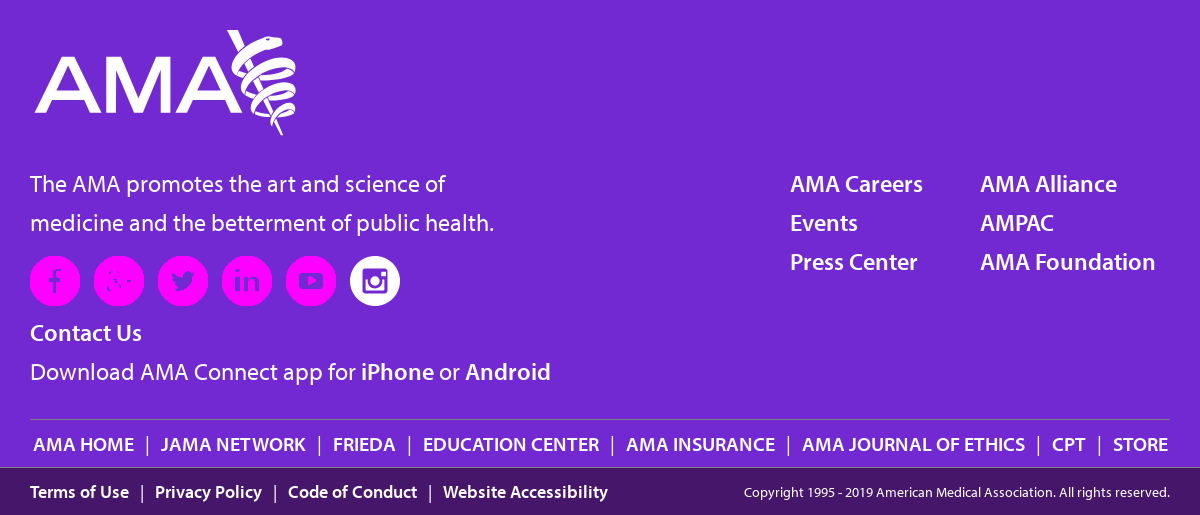 AMA
The AMA promotes the art and science of
medicine and the betterment of public health.
Contact Us
Download AMA Connect app for iPhone or Android
AMA Careers
Events
Press Center
AMA Alliance
AMPAC
AMA Foundation
AMA HOME | JAMA NETWORK | FRIEDA | EDUCATION CENTER | AMA INSURANCE | AMA JOURNAL OF ETHICS | CPT | STORE
Terms of Use | Privacy Policy | Code of Conduct | Website Accessibility
Copyright 1995 - 2019 American Medical Association. All rights reserved.